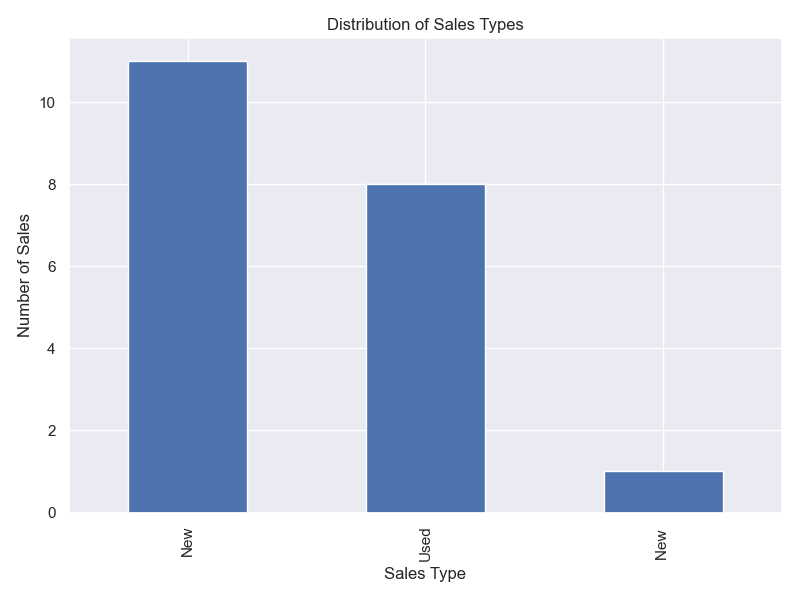 Distribution of Sales Types
Number of Sales
10
8
6
4
2
0
New
Used
New
Sales Type